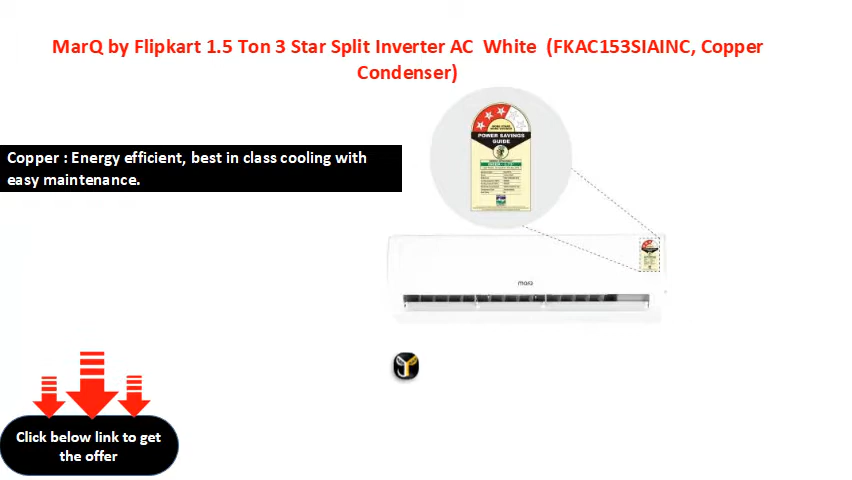 MarQ by Flipkart 1.5 Ton 3 Star Split Inverter AC  White  (FKAC153SIAINC, Copper
Condenser)
POWER SAVINGS
GUIDE
Copper : Energy efficient, best in class cooling with
easy maintenance.
marq
Click below link to get
the offer